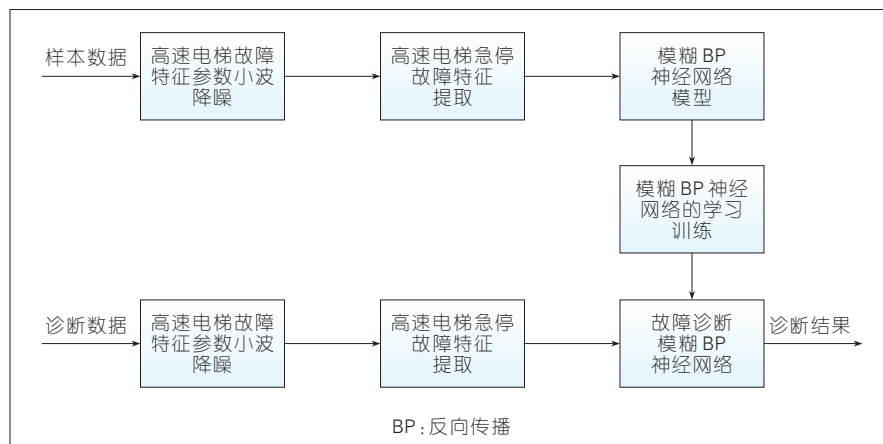 样本数据
高速电梯故障
特征参数小波
降噪
高速电梯急停
故障特征
提取
模糊 BP
神经网络
模型
模糊 BP 神经
网络的学习
训练
诊断数据
高速电梯故障
特征参数小波
降噪
高速电梯急停
故障特征
提取
故障诊断
模糊 BP
神经网络
诊断结果
BP：反向传播